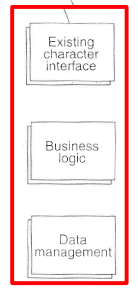 Existing
character
interface
Business
logic
Data
management